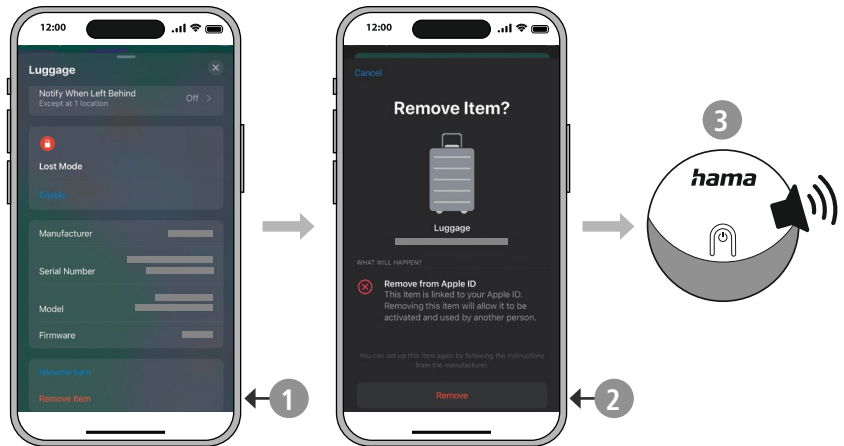 12:00
Luggage
Notify When Left Behind
Except at 1 location
Off >
Lost Mode
Enable
Manufacturer
Serial Number
Model
Firmware
Rename Item
Remove Item
1
12:00
Cancel
Remove Item?
Luggage
WHAT WILL HAPPEN?
Remove from Apple ID
This item is linked to your Apple ID.
Removing this item will allow it to be
activated and used by another person.
You can set up this item again by following the instructions
from the manufacturer.
Remove
2
3
hama